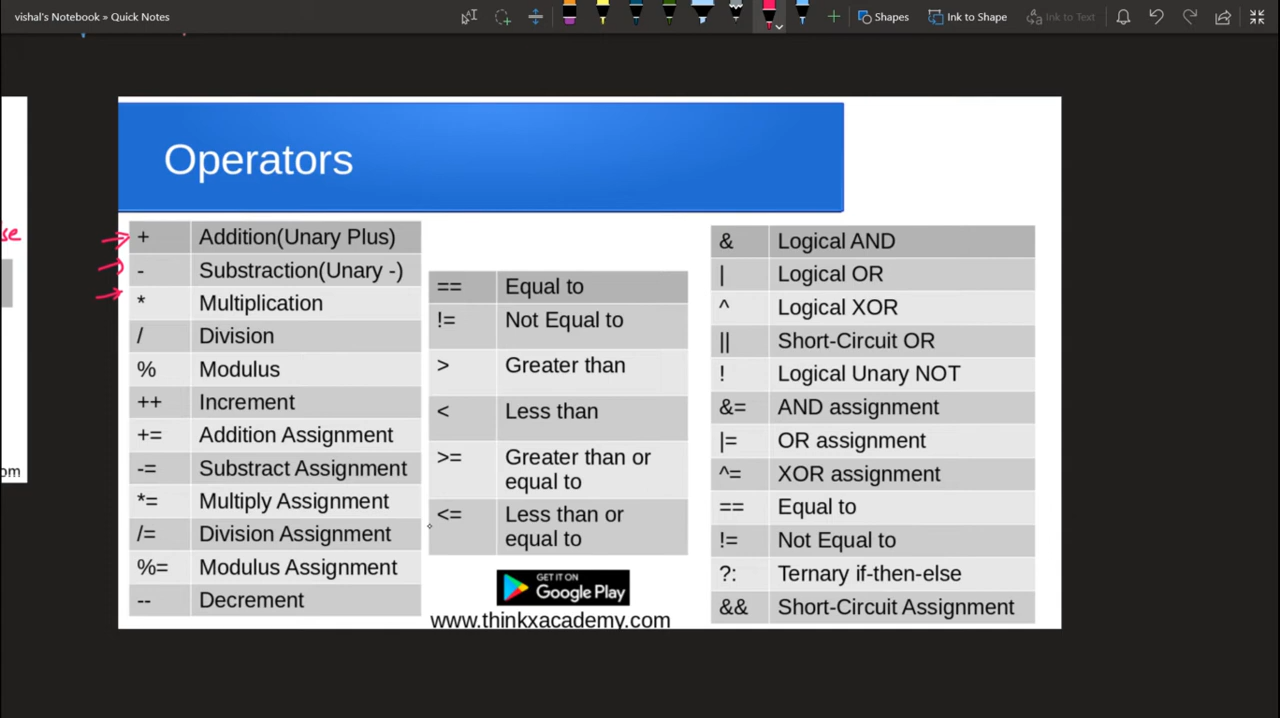 vishal's Notebook » Quick Notes
Shapes
Ink to Shape
Ink to Text
Operators
+ Addition(Unary Plus)
- Substraction(Unary -)
* Multiplication
/ Division
% Modulus
++ Increment
+= Addition Assignment
-= Substract Assignment
*= Multiply Assignment
/= Division Assignment
%= Modulus Assignment
-- Decrement
== Equal to
!= Not Equal to
> Greater than
< Less than
>= Greater than or
equal to
<= Less than or
equal to
GET IT ON
Google Play
www.thinkxacademy.com
& Logical AND
| Logical OR
^ Logical XOR
|| Short-Circuit OR
! Logical Unary NOT
&= AND assignment
|= OR assignment
^= XOR assignment
== Equal to
!= Not Equal to
?: Ternary if-then-else
&& Short-Circuit Assignment